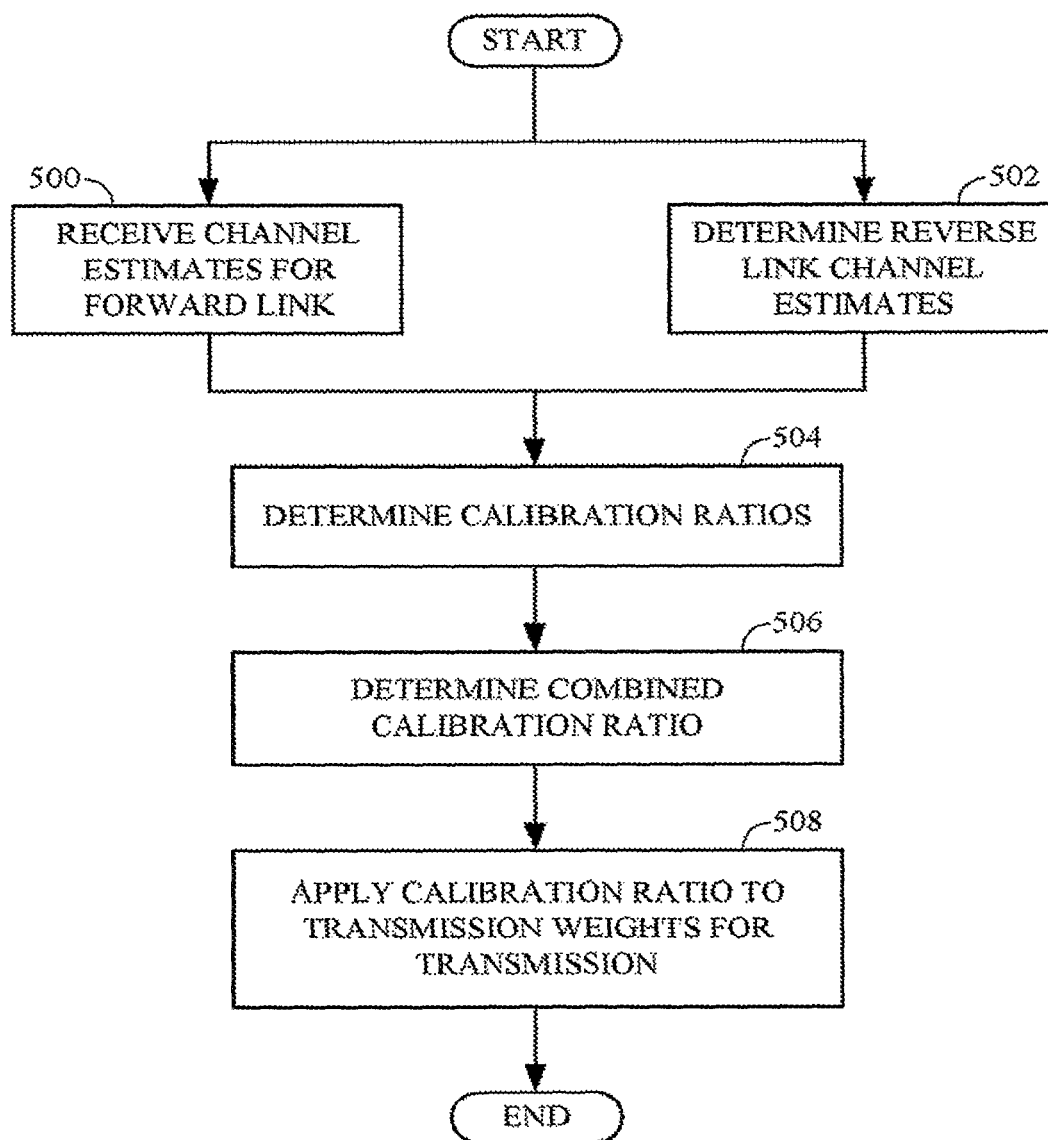 START
500
RECEIVE CHANNEL
ESTIMATES FOR
FORWARD LINK
502
DETERMINE REVERSE
LINK CHANNEL
ESTIMATES
504
DETERMINE CALIBRATION RATIOS
506
DETERMINE COMBINED
CALIBRATION RATIO
508
APPLY CALIBRATION RATIO TO
TRANSMISSION WEIGHTS FOR
TRANSMISSION
END